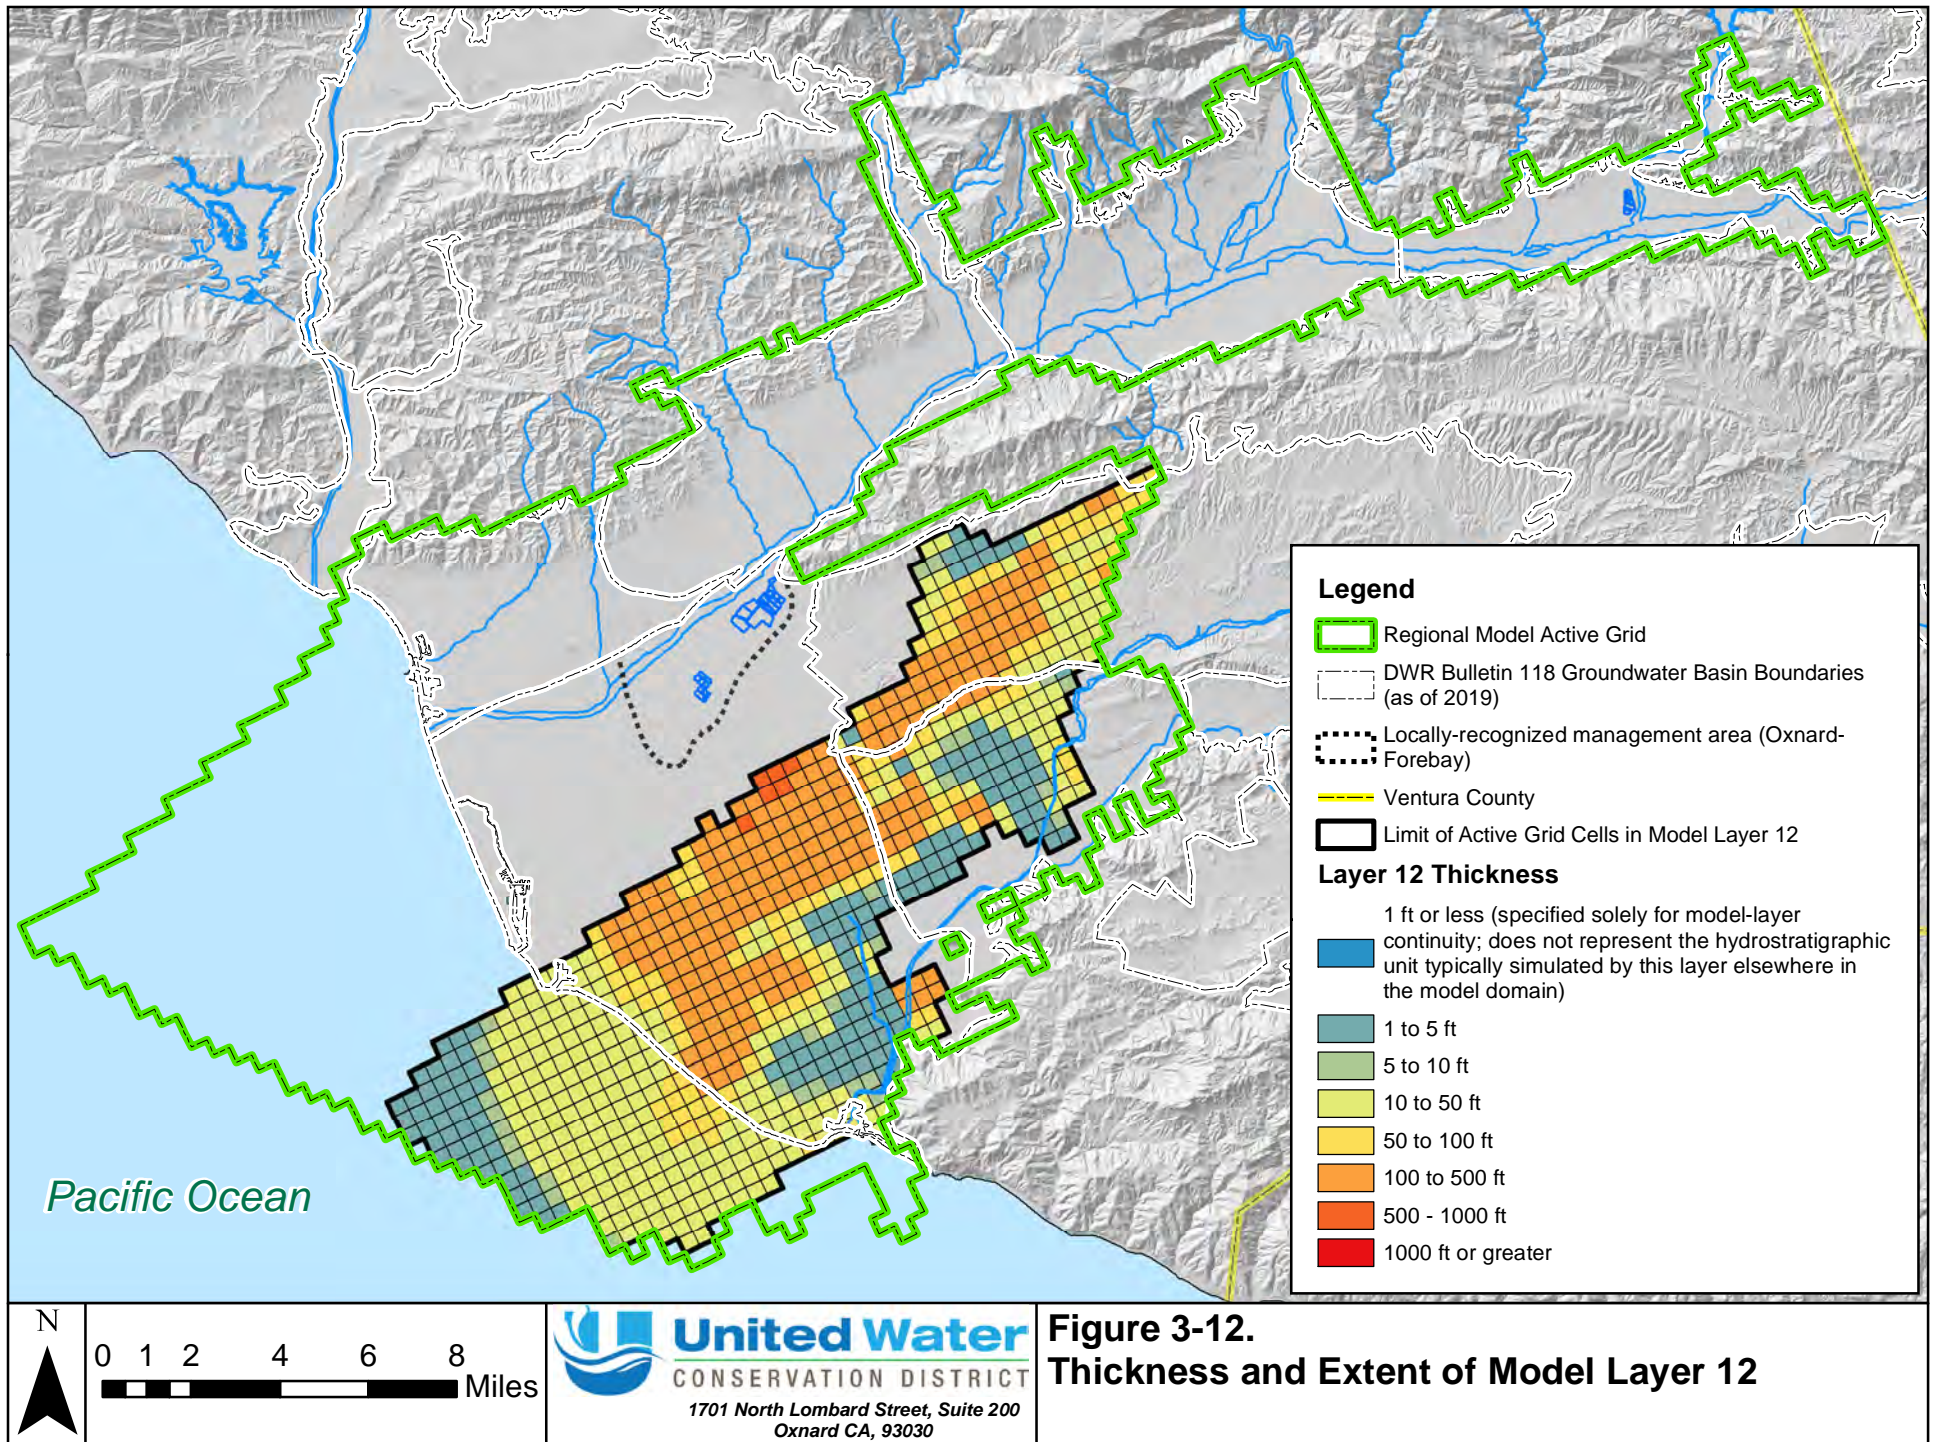 Pacific Ocean
Legend
Regional Model Active Grid
DWR Bulletin 118 Groundwater Basin Boundaries
(as of 2019)
Locally-recognized management area (Oxnard-
Forebay)
Ventura County
Limit of Active Grid Cells in Model Layer 12
Layer 12 Thickness
1 ft or less (specified solely for model-layer
continuity; does not represent the hydrostratigraphic
unit typically simulated by this layer elsewhere in
the model domain)
1 to 5 ft
5 to 10 ft
10 to 50 ft
50 to 100 ft
100 to 500 ft
500 - 1000 ft
1000 ft or greater
N
0 1 2 4 6 8
Miles
United Water
CONSERVATION DISTRICT
1701 North Lombard Street, Suite 200
Oxnard CA, 93030
Figure 3-12.
Thickness and Extent of Model Layer 12